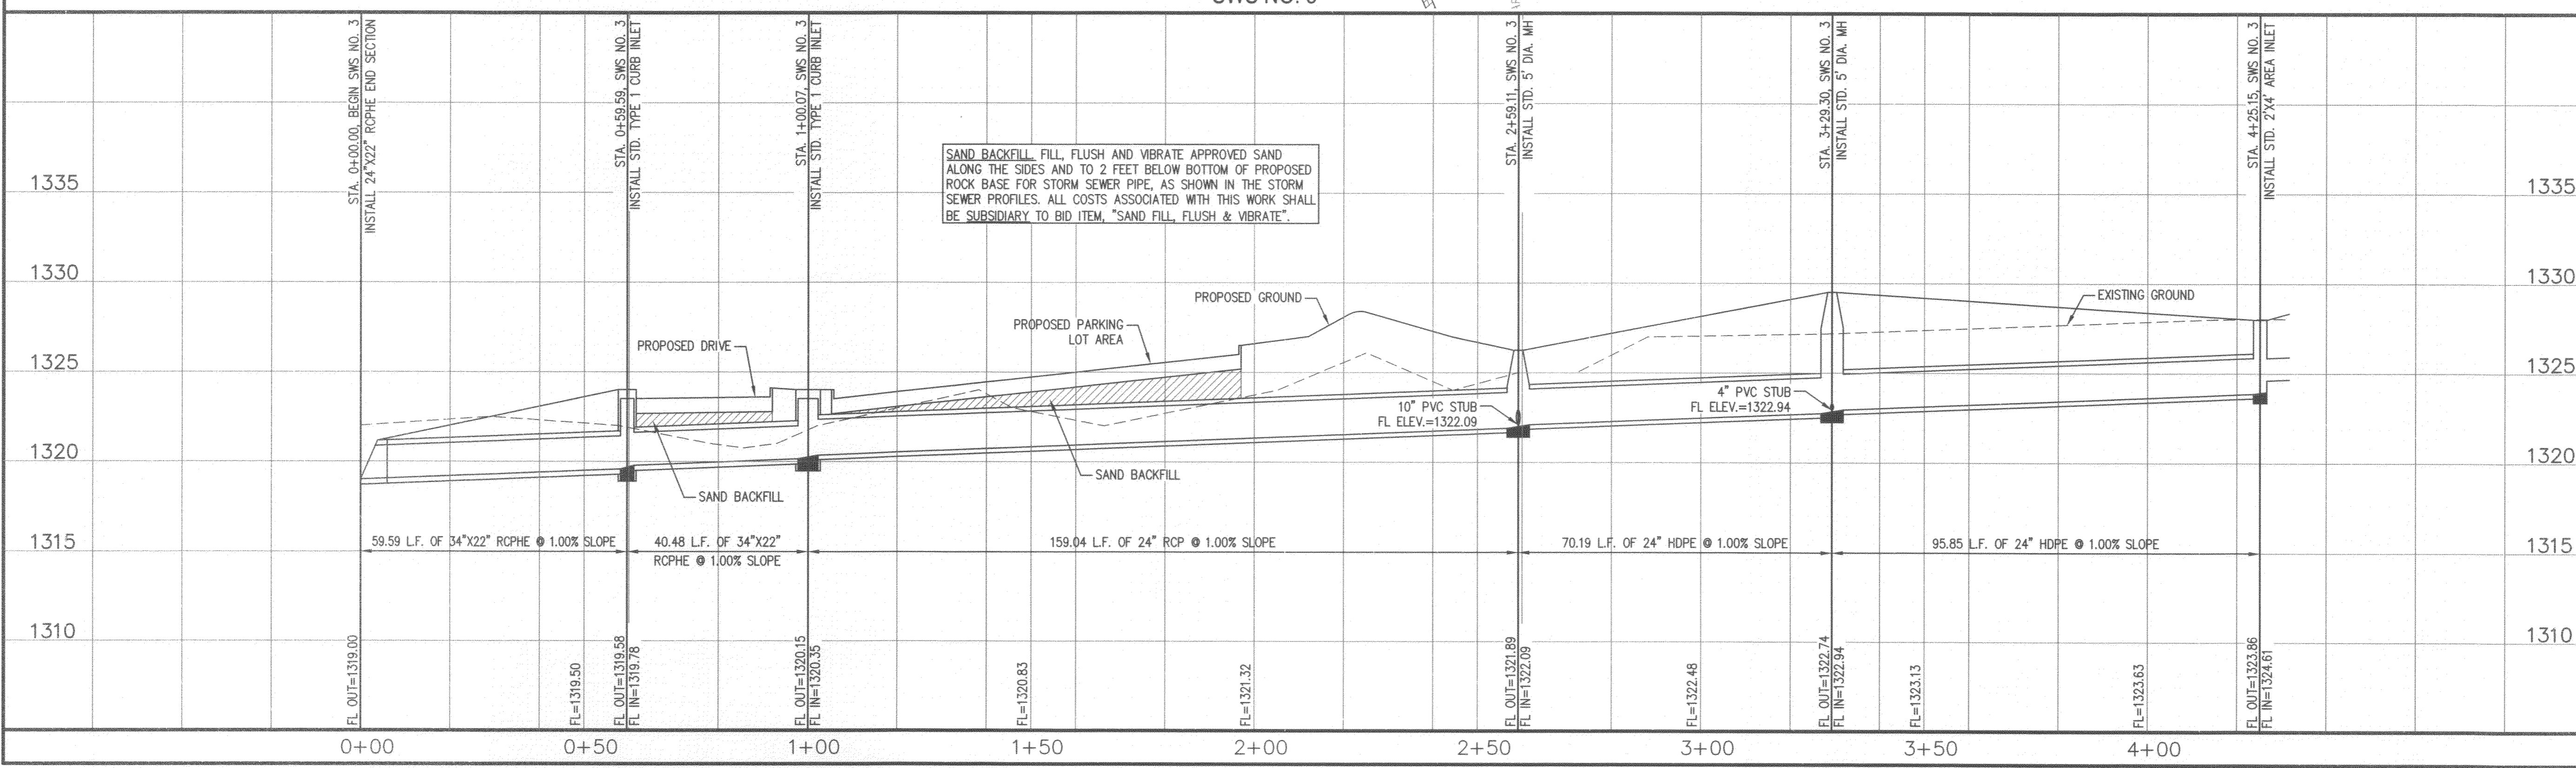 SWS NO. 3
STA. 0+00.00, BEGIN SWS NO. 3
INSTALL 24"X22" RCPHE END SECTION
STA. 0+59.59, SWS NO. 3
INSTALL STD. TYPE 1 CURB INLET
STA. 1+00.07, SWS NO. 3
INSTALL STD. TYPE 1 CURB INLET
STA. 2+59.11, SWS NO. 3
INSTALL STD. 5' DIA. MH
STA. 3+29.30, SWS NO. 3
INSTALL STD. 5' DIA. MH
STA. 4+25.15, SWS NO. 3
INSTALL STD. 2'X4' AREA INLET
SAND BACKFILL. FILL, FLUSH AND VIBRATE APPROVED SAND
ALONG THE SIDES AND TO 2 FEET BELOW BOTTOM OF PROPOSED
ROCK BASE FOR STORM SEWER PIPE, AS SHOWN IN THE STORM
SEWER PROFILES. ALL COSTS ASSOCIATED WITH THIS WORK SHALL
BE SUBSIDIARY TO BID ITEM, "SAND FILL, FLUSH & VIBRATE".
1335
1335
1330
1330
PROPOSED GROUND
EXISTING GROUND
PROPOSED PARKING
LOT AREA
PROPOSED DRIVE
1325
1325
4" PVC STUB
FL ELEV.=1322.94
10" PVC STUB
FL ELEV.=1322.09
1320
1320
SAND BACKFILL
SAND BACKFILL
1315
59.59 L.F. OF 34"X22" RCPHE @ 1.00% SLOPE
40.48 L.F. OF 34"X22"
RCPHE @ 1.00% SLOPE
159.04 L.F. OF 24" RCP @ 1.00% SLOPE
70.19 L.F. OF 24" HDPE @ 1.00% SLOPE
95.85 L.F. OF 24" HDPE @ 1.00% SLOPE
1315
1310
1310
FL OUT=1319.00
FL=1319.50
FL OUT=1319.58
FL IN=1319.78
FL OUT=1320.15
FL IN=1320.35
FL=1320.83
FL=1321.32
FL OUT=1321.89
FL IN=1322.09
FL=1322.48
FL OUT=1322.74
FL IN=1322.94
FL=1323.13
FL=1323.63
FL OUT=1323.86
FL IN=1324.61
0+00
0+50
1+00
1+50
2+00
2+50
3+00
3+50
4+00